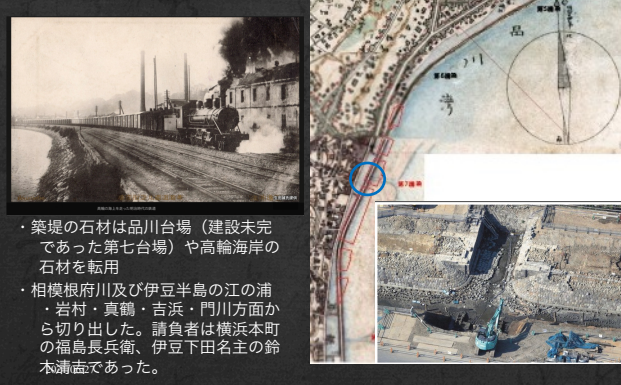 ・築堤の石材は品川台場（建設未完
であった第七台場）や高輪海岸の
石材を転用
・相模根府川及び伊豆半島の江の浦
・岩村・真鶴・吉浜・門川方面か
ら切り出した。請負者は横浜本町
の福島長兵衛、伊豆下田名主の鈴
木清吉であった。
品
川